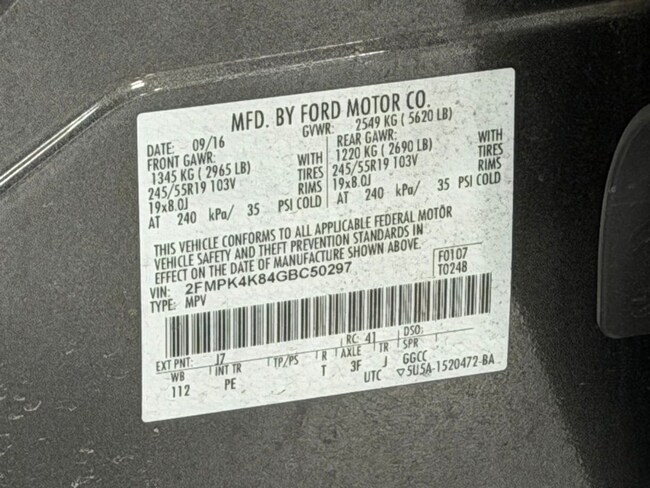 MFD. BY FORD MOTOR CO.
DATE: 09/16 GVWR: 2549 KG ( 5620 LB)
FRONT GAWR: REAR GAWR:
1345 KG ( 2965 LB) WITH 1220 KG ( 2690 LB) WITH
245/55R19 103V TIRES 245/55R19 103V TIRES
19x8.0J RIMS 19x8.0J RIMS
AT 240 kPa/ 35 PSI COLD AT 240 kPa/ 35 PSI COLD
THIS VEHICLE CONFORMS TO ALL APPLICABLE FEDERAL MOTOR
VEHICLE SAFETY AND THEFT PREVENTION STANDARDS IN
EFFECT ON THE DATE OF MANUFACTURE SHOWN ABOVE.
VIN: 2FMPK4K84GBC50297 F0107
TYPE: MPV T0248
RC: 41 DSO:
EXT PNT: J7
WB INT TR TP/PS R AXLE TR SPR
112 PE T 3F J GGCC
UTC ▽5U5A-1520472-BA